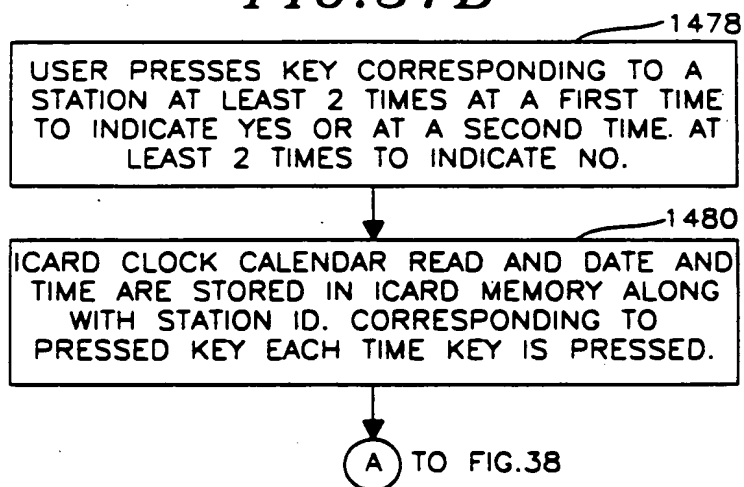 FIG.37B
1478
USER PRESSES KEY CORRESPONDING TO A
STATION AT LEAST 2 TIMES AT A FIRST TIME
TO INDICATE YES OR AT A SECOND TIME. AT
LEAST 2 TIMES TO INDICATE NO.
1480
ICARD CLOCK CALENDAR READ AND DATE AND
TIME ARE STORED IN ICARD MEMORY ALONG
WITH STATION ID. CORRESPONDING TO
PRESSED KEY EACH TIME KEY IS PRESSED.
A TO FIG.38